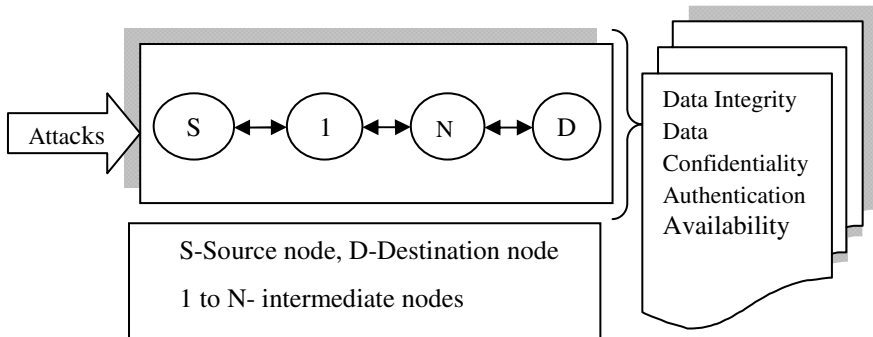 Attacks
S 1 N D
Data Integrity
Data
Confidentiality
Authentication
Availability
S-Source node, D-Destination node
1 to N- intermediate nodes